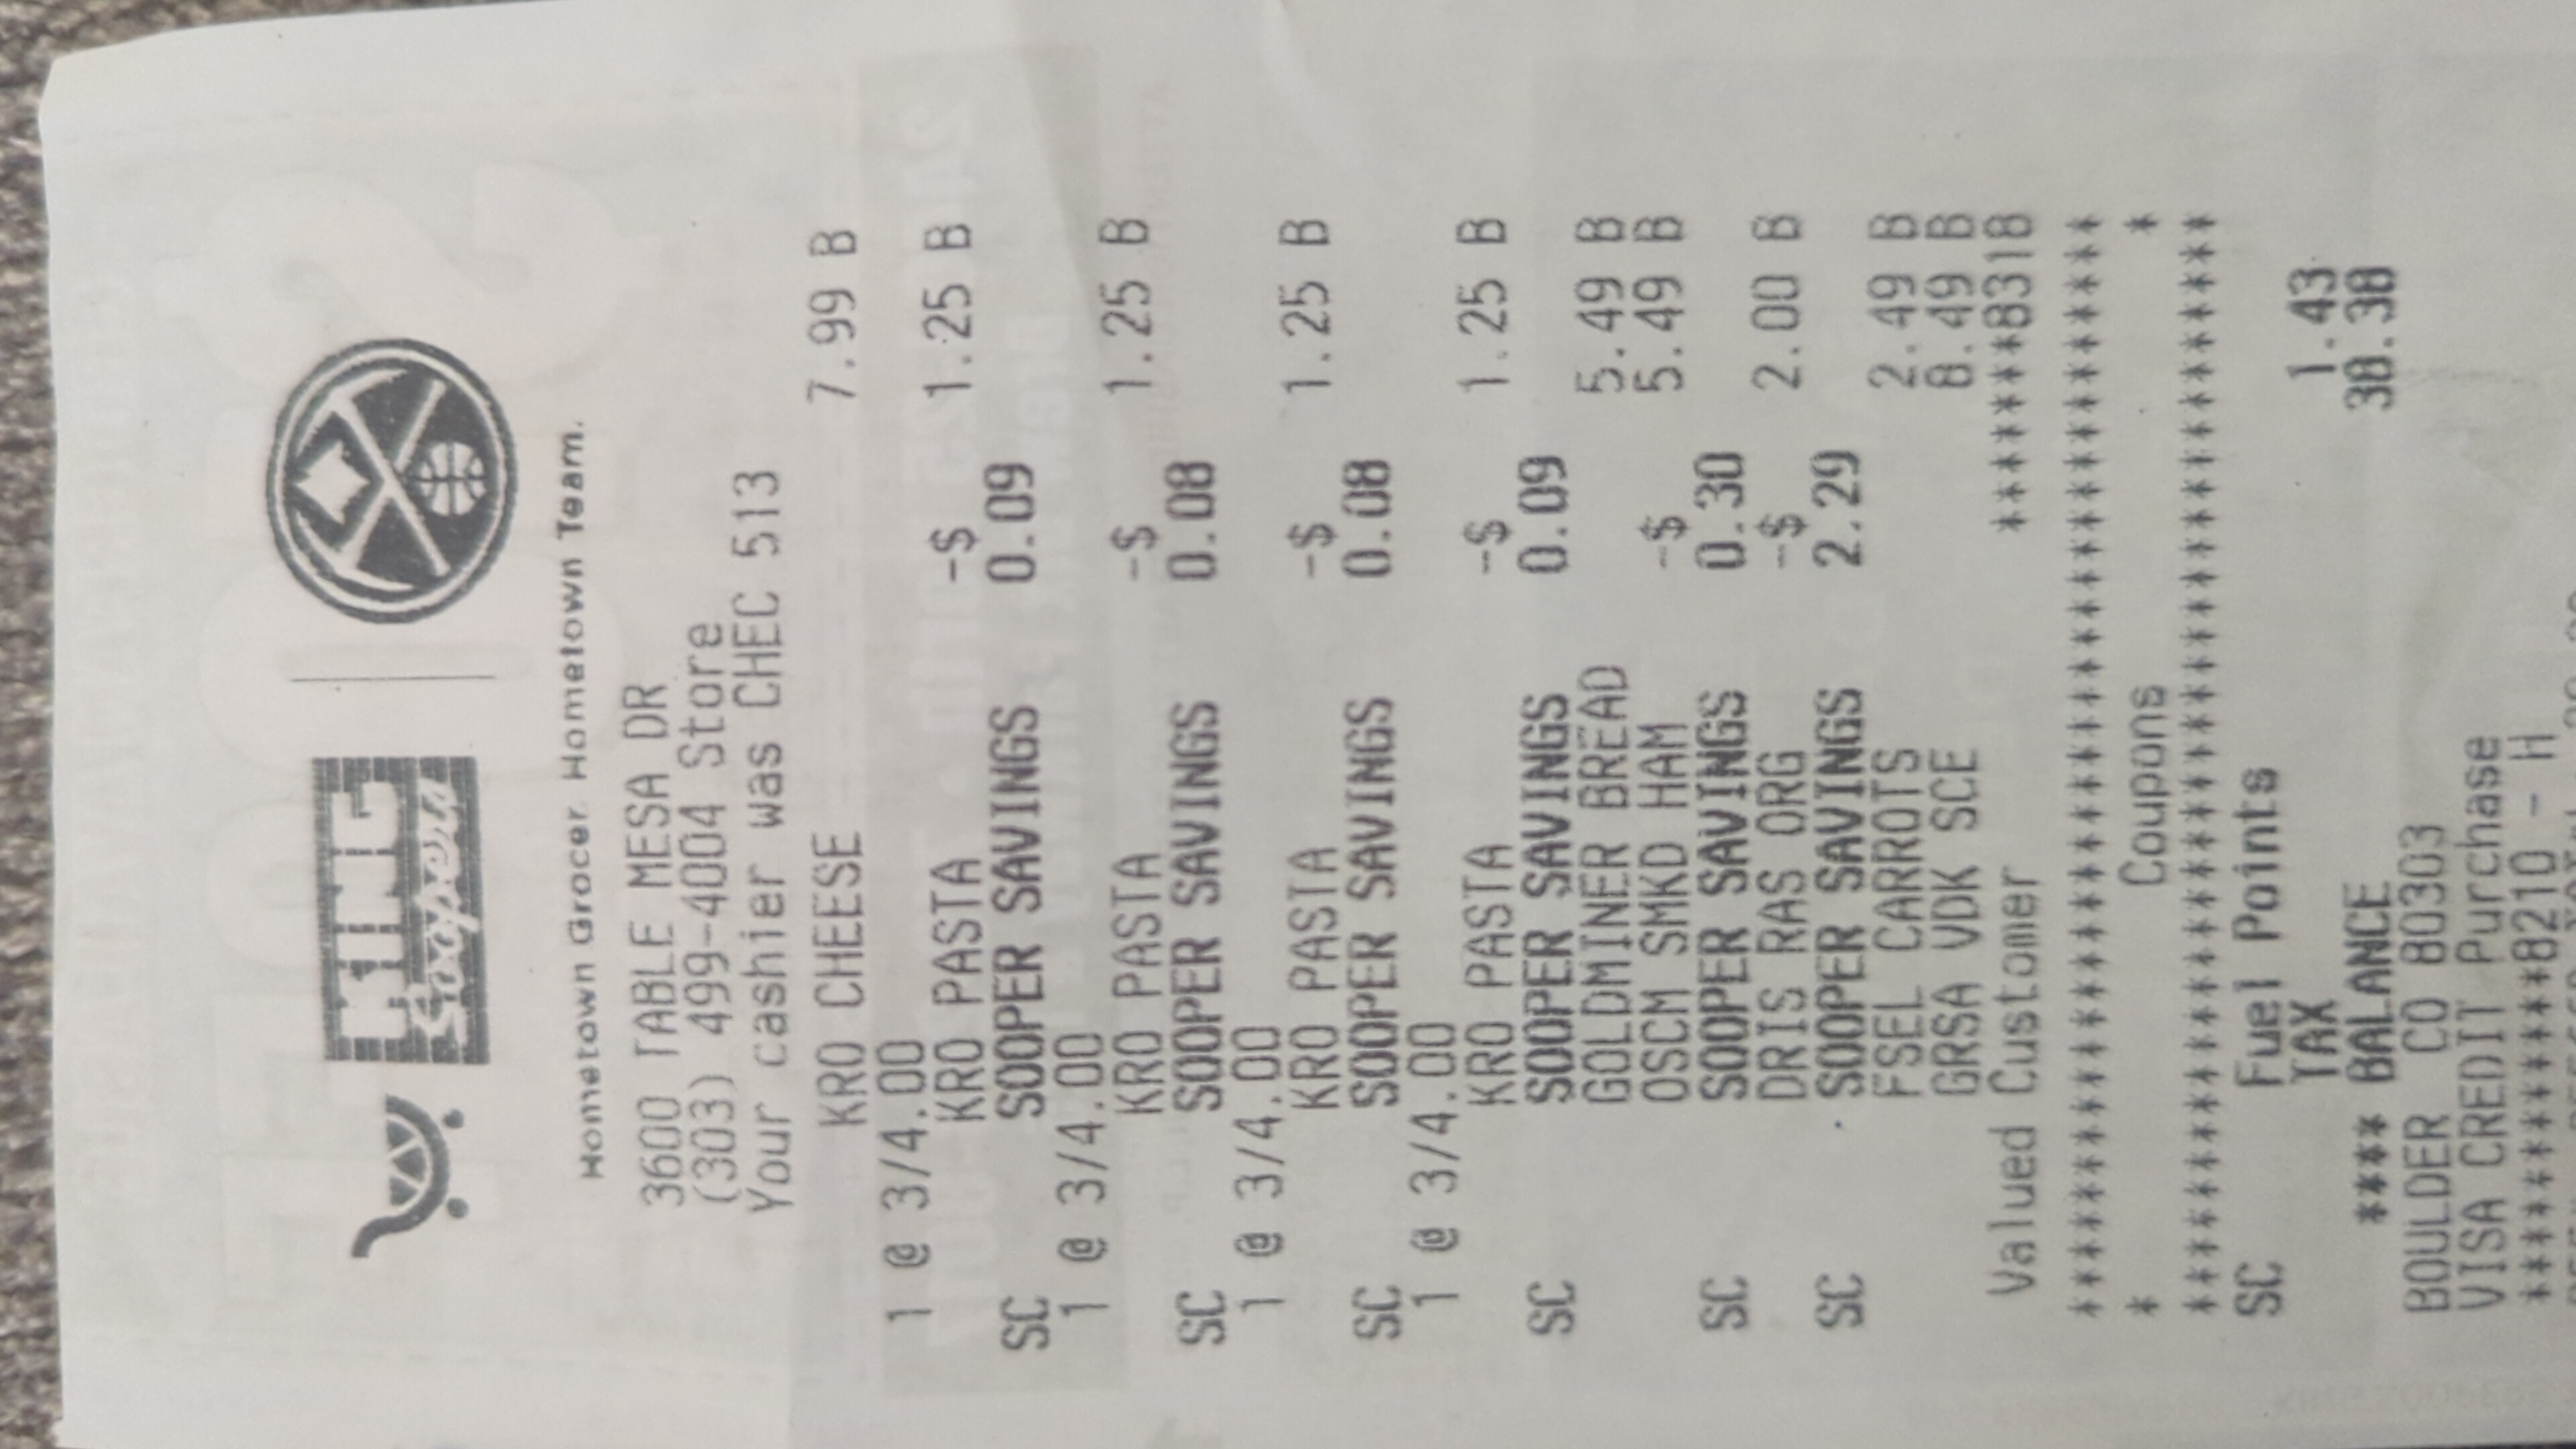 KING
Soopers
Hometown Grocer. Hometown Team.
3600 TABLE MESA DR
(303) 499-4004 Store
Your cashier was CHEC 513
KRO CHEESE 7.99 B
1 @ 3/4.00
KRO PASTA -$ 1.25 B
SC SOOPER SAVINGS 0.09
1 @ 3/4.00
KRO PASTA -$ 1.25 B
SC SOOPER SAVINGS 0.08
1 @ 3/4.00
KRO PASTA -$ 1.25 B
SC SOOPER SAVINGS 0.08
1 @ 3/4.00
KRO PASTA -$ 1.25 B
SC SOOPER SAVINGS 0.09
GOLDMINER BREAD 5.49 B
OSCM SMKD HAM -$ 5.49 B
SC SOOPER SAVINGS 0.30
DRIS RAS ORG -$ 2.00 B
SC SOOPER SAVINGS 2.29
FSEL CARROTS 2.49 B
GRSA VDK SCE 8.49 B
Valued Customer *******8318
**************************************
* Coupons *
**************************************
SC Fuel Points
TAX 1.43
**** BALANCE 38.38
BOULDER CO 80303
VISA CREDIT Purchase
************8210 - H